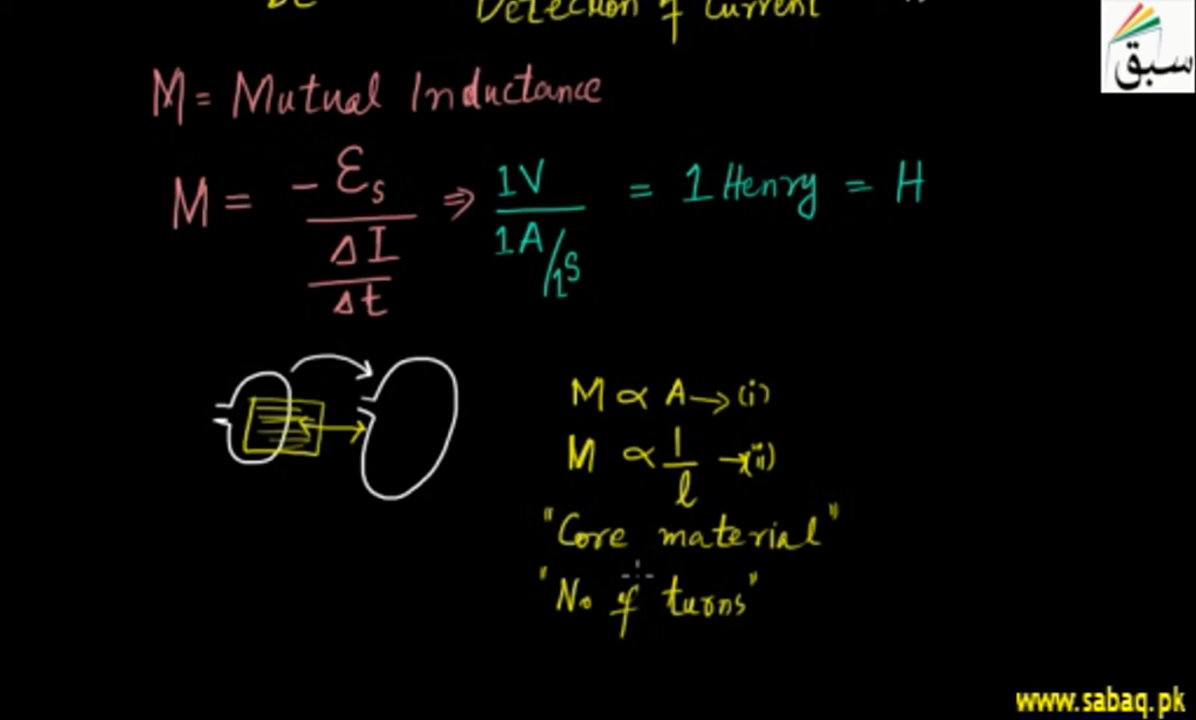 Detection of Current
سبق
M = Mutual Inductance
M = - Ɛs / (ΔI / Δt) ⇒ 1V / (1A/1S) = 1 Henry = H
M ∝ A → (i)
M ∝ 1/l → (ii)
"Core material"
"No of turns"
www.sabaq.pk